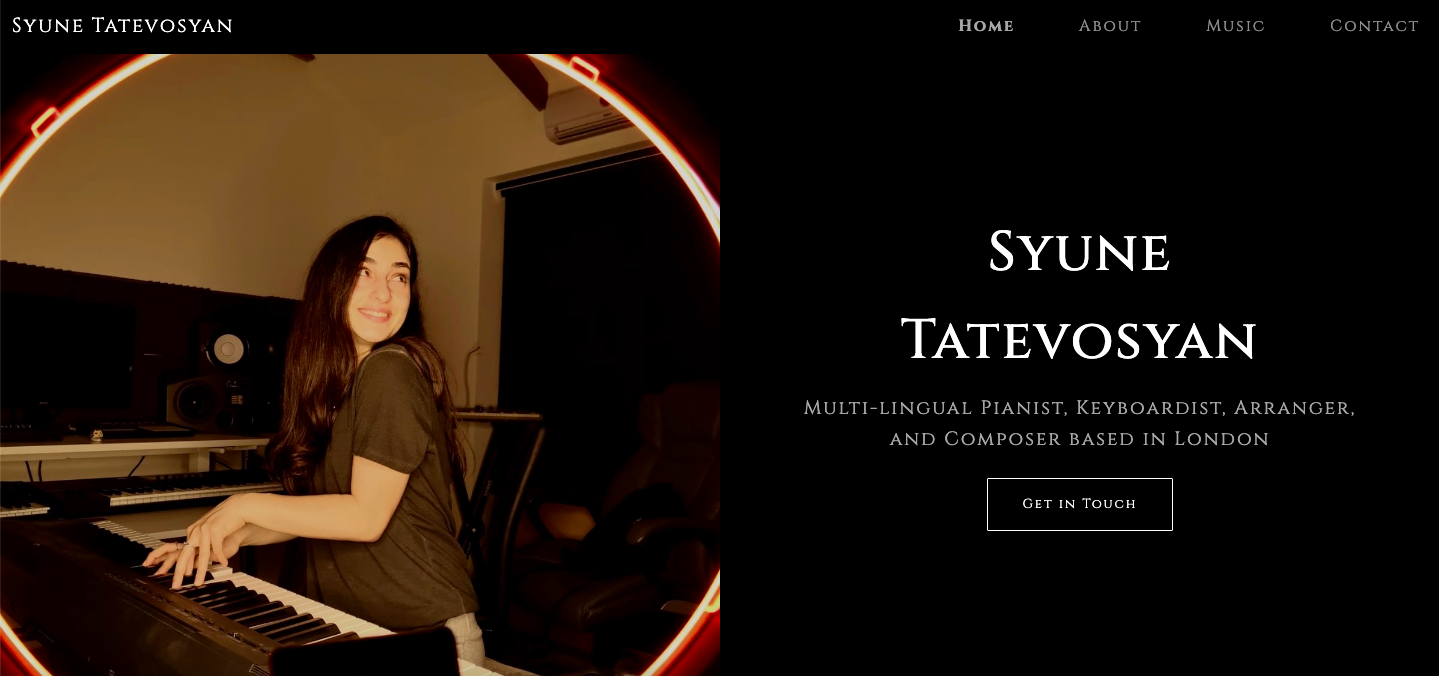 Syune Tatevosyan
Home
About
Music
Contact
Syune
Tatevosyan
Multi-lingual Pianist, Keyboardist, Arranger,
and Composer based in London
Get in Touch